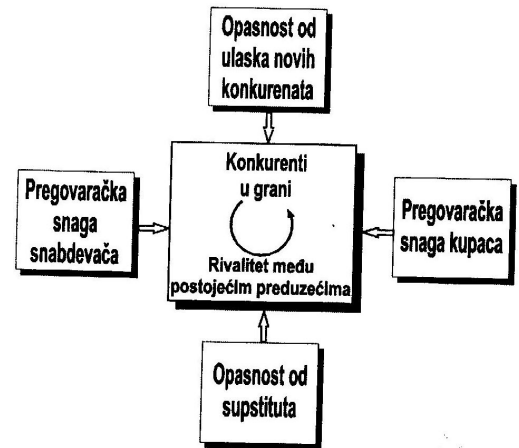 Opasnost od
ulaska novih
konkurenata
Konkurenti
u grani
Pregovaračka
snaga
snabdevača
Pregovaračka
snaga kupaca
Rivalitet među
postojećim preduzećima
Opasnost od
supstituta